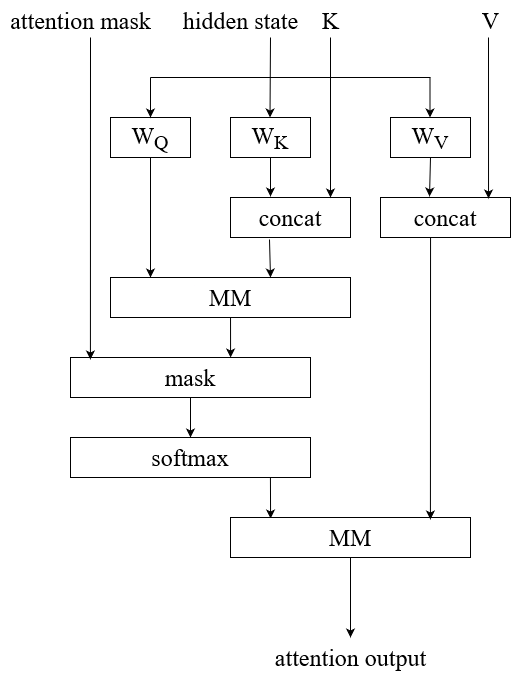 attention mask hidden state K V
W_Q W_K W_V
concat concat
MM
mask
softmax
MM
attention output